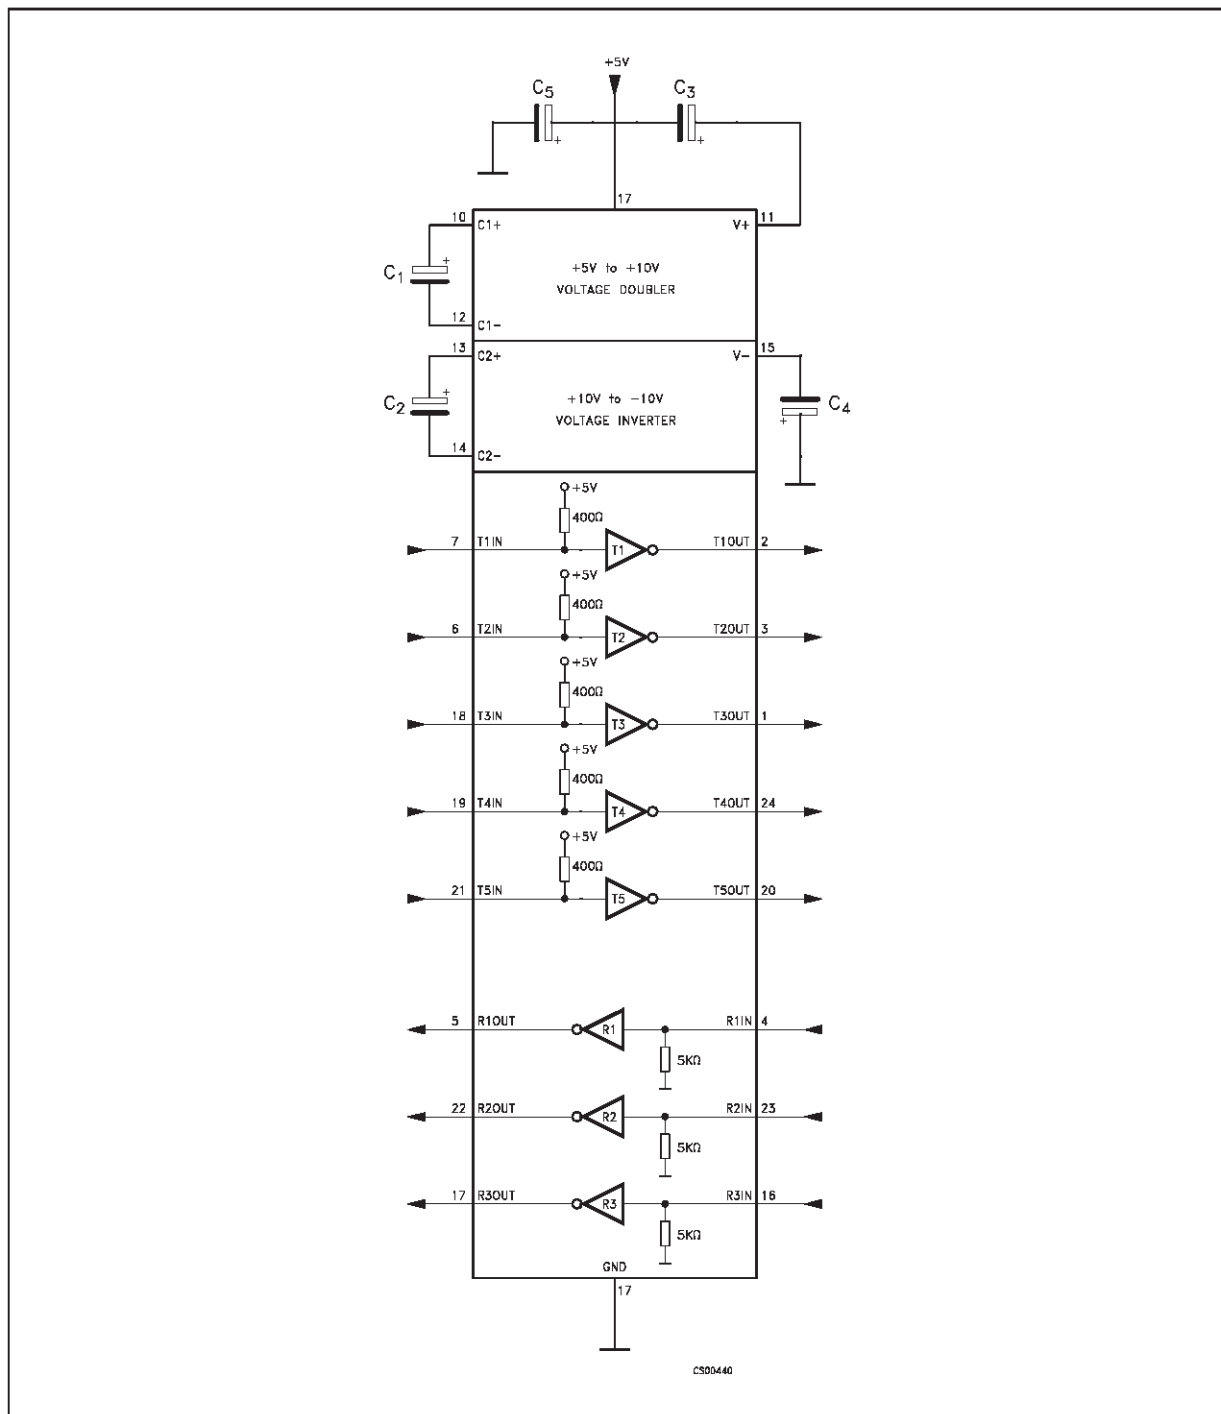 +5V
C5 C3
+ +
17
10 C1+ V+ 11
C1 +
+5V to +10V
VOLTAGE DOUBLER
12 C1-
13 C2+ V- 15
C2 +
+10V to -10V
VOLTAGE INVERTER
+ C4
14 C2-
+5V
400Ω
7 T1IN T1 T1OUT 2
+5V
400Ω
6 T2IN T2 T2OUT 3
+5V
400Ω
18 T3IN T3 T3OUT 1
+5V
400Ω
19 T4IN T4 T4OUT 24
+5V
400Ω
21 T5IN T5 T5OUT 20
5 R1OUT R1 R1IN 4
5KΩ
22 R2OUT R2 R2IN 23
5KΩ
17 R3OUT R3 R3IN 16
5KΩ
GND
17
CS00440